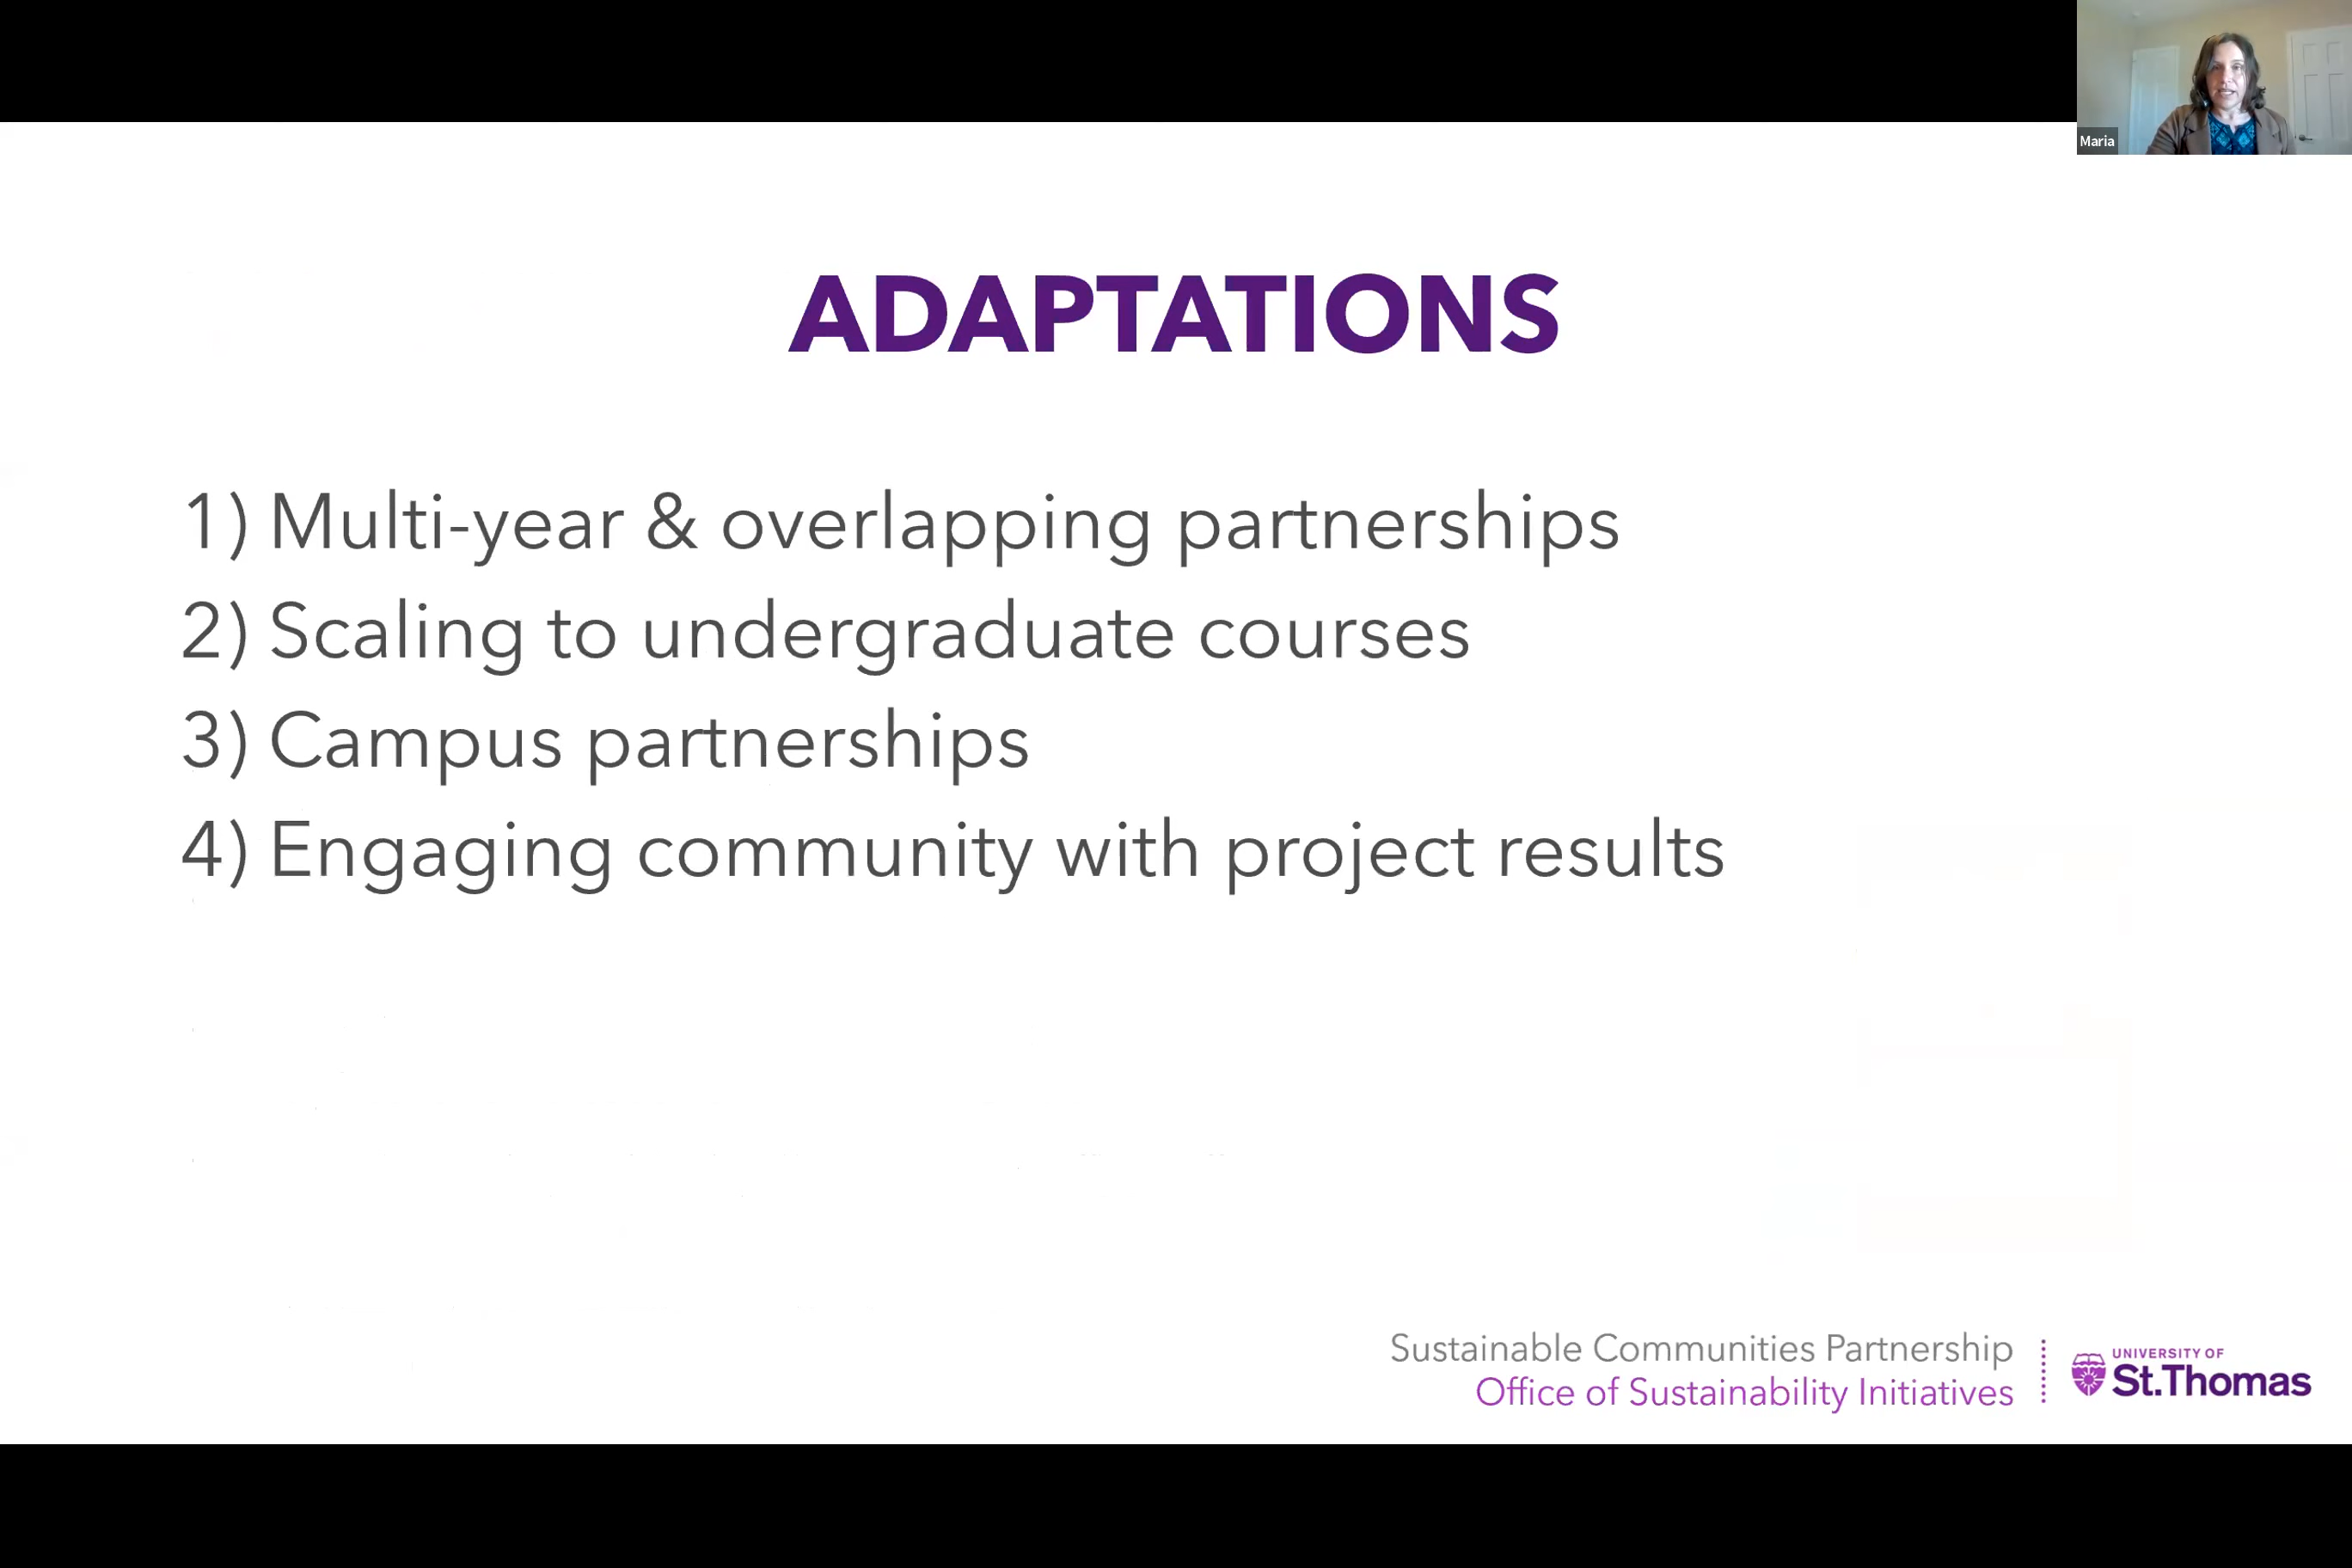 Maria
ADAPTATIONS
1) Multi-year & overlapping partnerships
2) Scaling to undergraduate courses
3) Campus partnerships
4) Engaging community with project results
Sustainable Communities Partnership
Office of Sustainability Initiatives
UNIVERSITY OF
St.Thomas